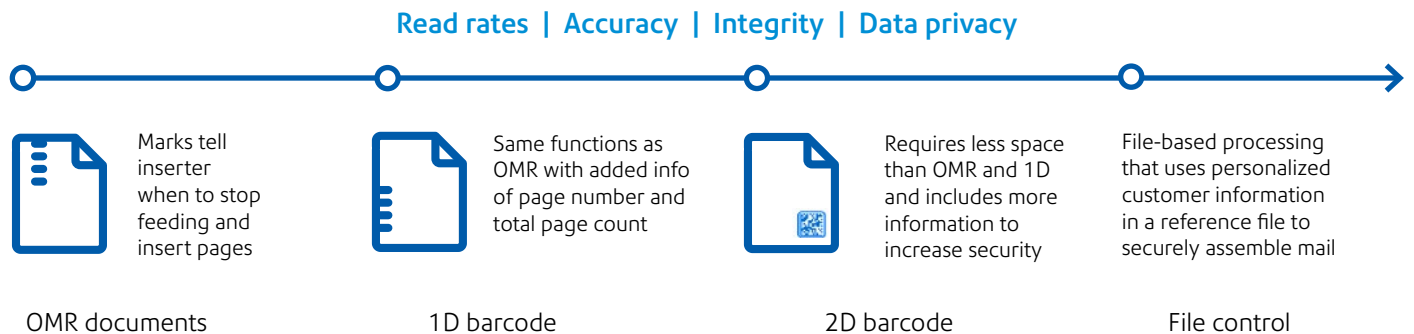 Read rates | Accuracy | Integrity | Data privacy
Marks tell
inserter
when to stop
feeding and
insert pages
Same functions as
OMR with added info
of page number and
total page count
Requires less space
than OMR and 1D
and includes more
information to
increase security
File-based processing
that uses personalized
customer information
in a reference file to
securely assemble mail
OMR documents
1D barcode
2D barcode
File control